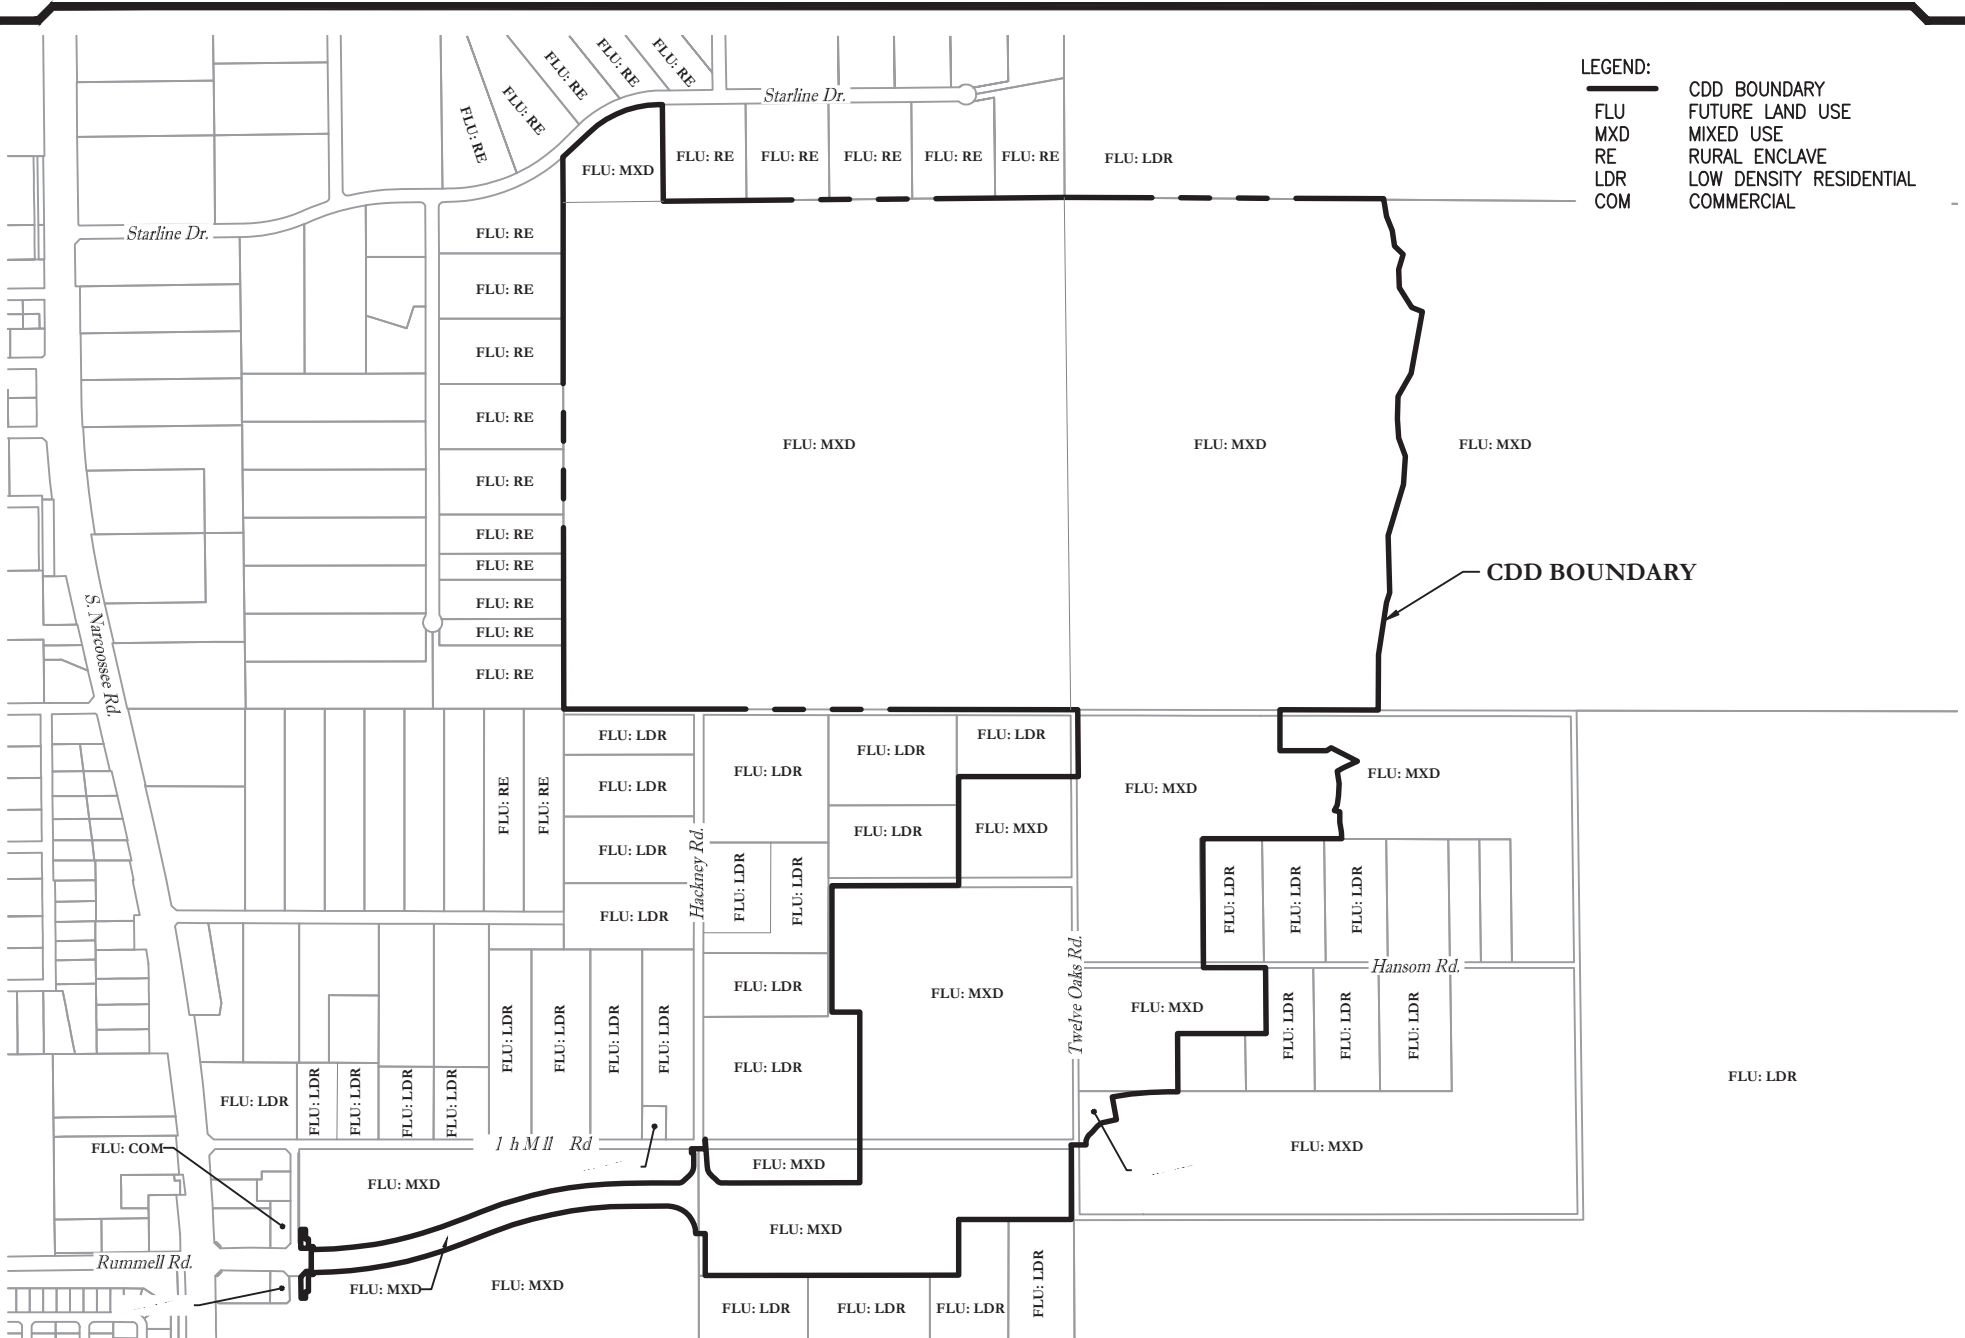 LEGEND:
CDD BOUNDARY
FLU FUTURE LAND USE
MXD MIXED USE
RE RURAL ENCLAVE
LDR LOW DENSITY RESIDENTIAL
COM COMMERCIAL
FLU: RE
FLU: RE
FLU: RE
FLU: RE
FLU: RE
Starline Dr.
FLU: MXD
FLU: RE
FLU: RE
FLU: RE
FLU: RE
FLU: RE
FLU: LDR
Starline Dr.
FLU: RE
FLU: RE
FLU: RE
FLU: RE
FLU: RE
FLU: RE
FLU: RE
FLU: RE
FLU: RE
FLU: RE
FLU: MXD
FLU: MXD
FLU: MXD
CDD BOUNDARY
S. Narcoossee Rd.
FLU: RE
FLU: RE
FLU: LDR
FLU: LDR
FLU: LDR
FLU: LDR
Hackney Rd.
FLU: LDR
FLU: LDR
FLU: LDR
FLU: LDR
FLU: LDR
FLU: LDR
FLU: MXD
FLU: MXD
FLU: MXD
FLU: LDR
FLU: LDR
FLU: LDR
FLU: LDR
FLU: LDR
FLU: MXD
Twelve Oaks Rd.
Hansom Rd.
FLU: MXD
FLU: LDR
FLU: LDR
FLU: LDR
FLU: LDR
FLU: LDR
FLU: LDR
FLU: LDR
FLU: LDR
FLU: LDR
FLU: LDR
FLU: LDR
FLU: LDR
FLU: LDR
FLU: LDR
FLU: COM
Rd
FLU: MXD
FLU: MXD
FLU: MXD
FLU: MXD
Rummell Rd.
FLU: MXD
FLU: MXD
FLU: LDR
FLU: LDR
FLU: LDR
FLU: LDR